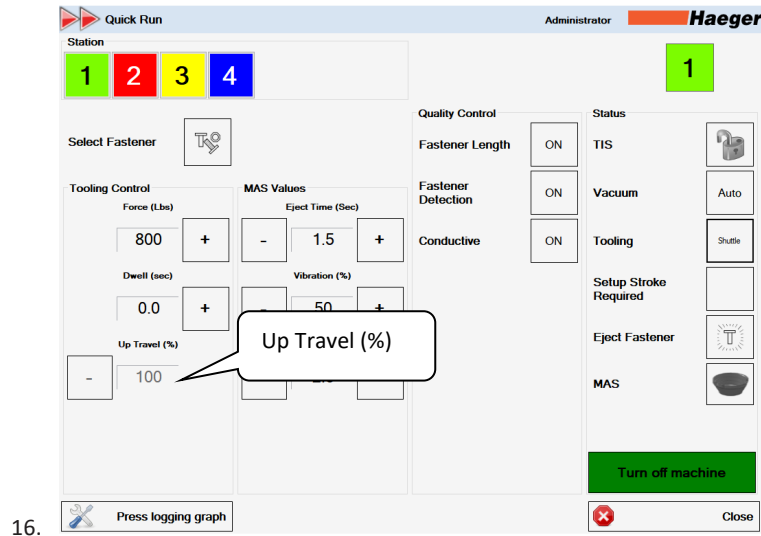 Quick Run
Administrator
Haeger
Station
1 2 3 4
1
Select Fastener
Tooling Control
Force (Lbs)
800 +
Dwell (sec)
0.0 +
Up Travel (%)
- 100
MAS Values
Eject Time (Sec)
- 1.5 +
Vibration (%)
- 50 +
Up Travel (%)
Quality Control
Fastener Length ON
Fastener
Detection ON
Conductive ON
Status
TIS
Vacuum Auto
Tooling Shuttle
Setup Stroke
Required
Eject Fastener
MAS
Turn off machine
16.
Press logging graph
Close